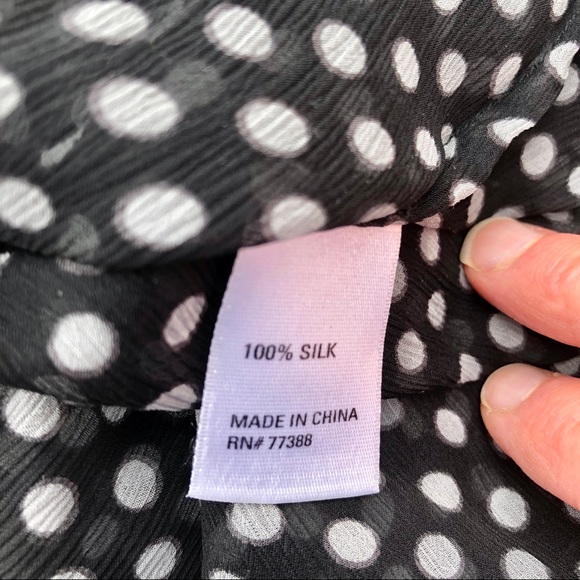 100% SILK
MADE IN CHINA
RN# 77388